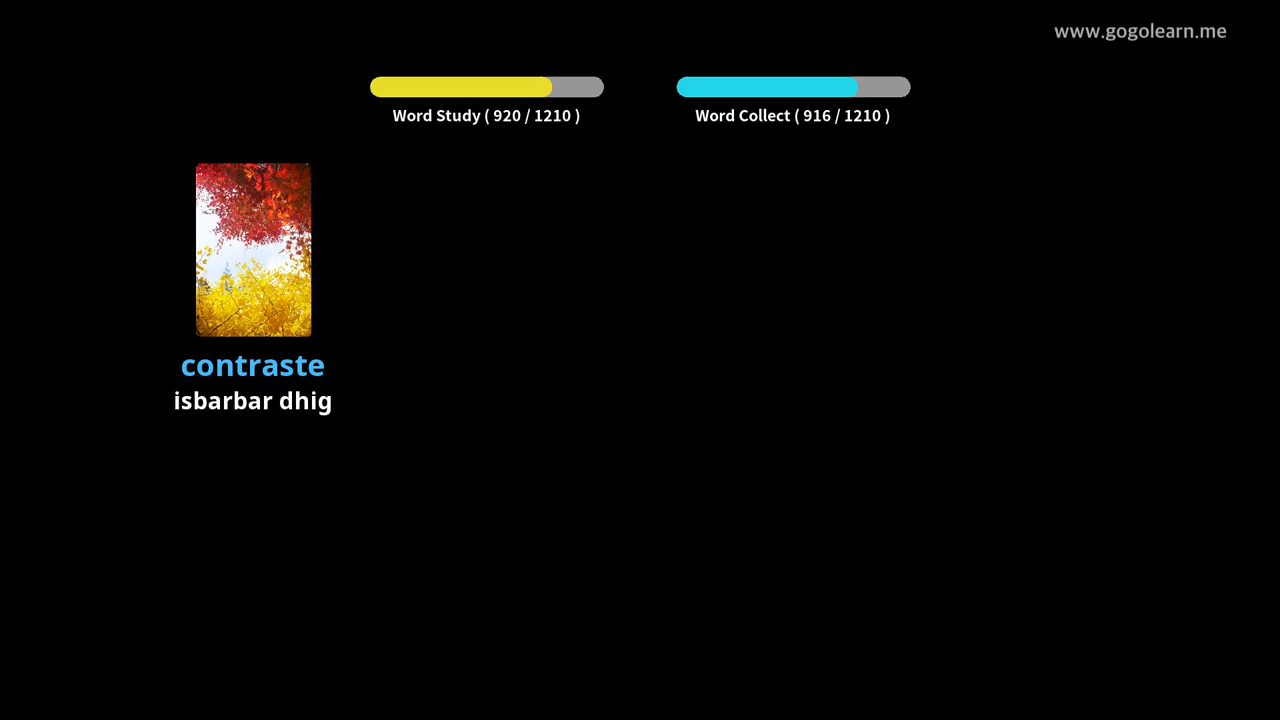 www.gogolearn.me
Word Study ( 920 / 1210 )
Word Collect ( 916 / 1210 )
contraste
isbarbar dhig